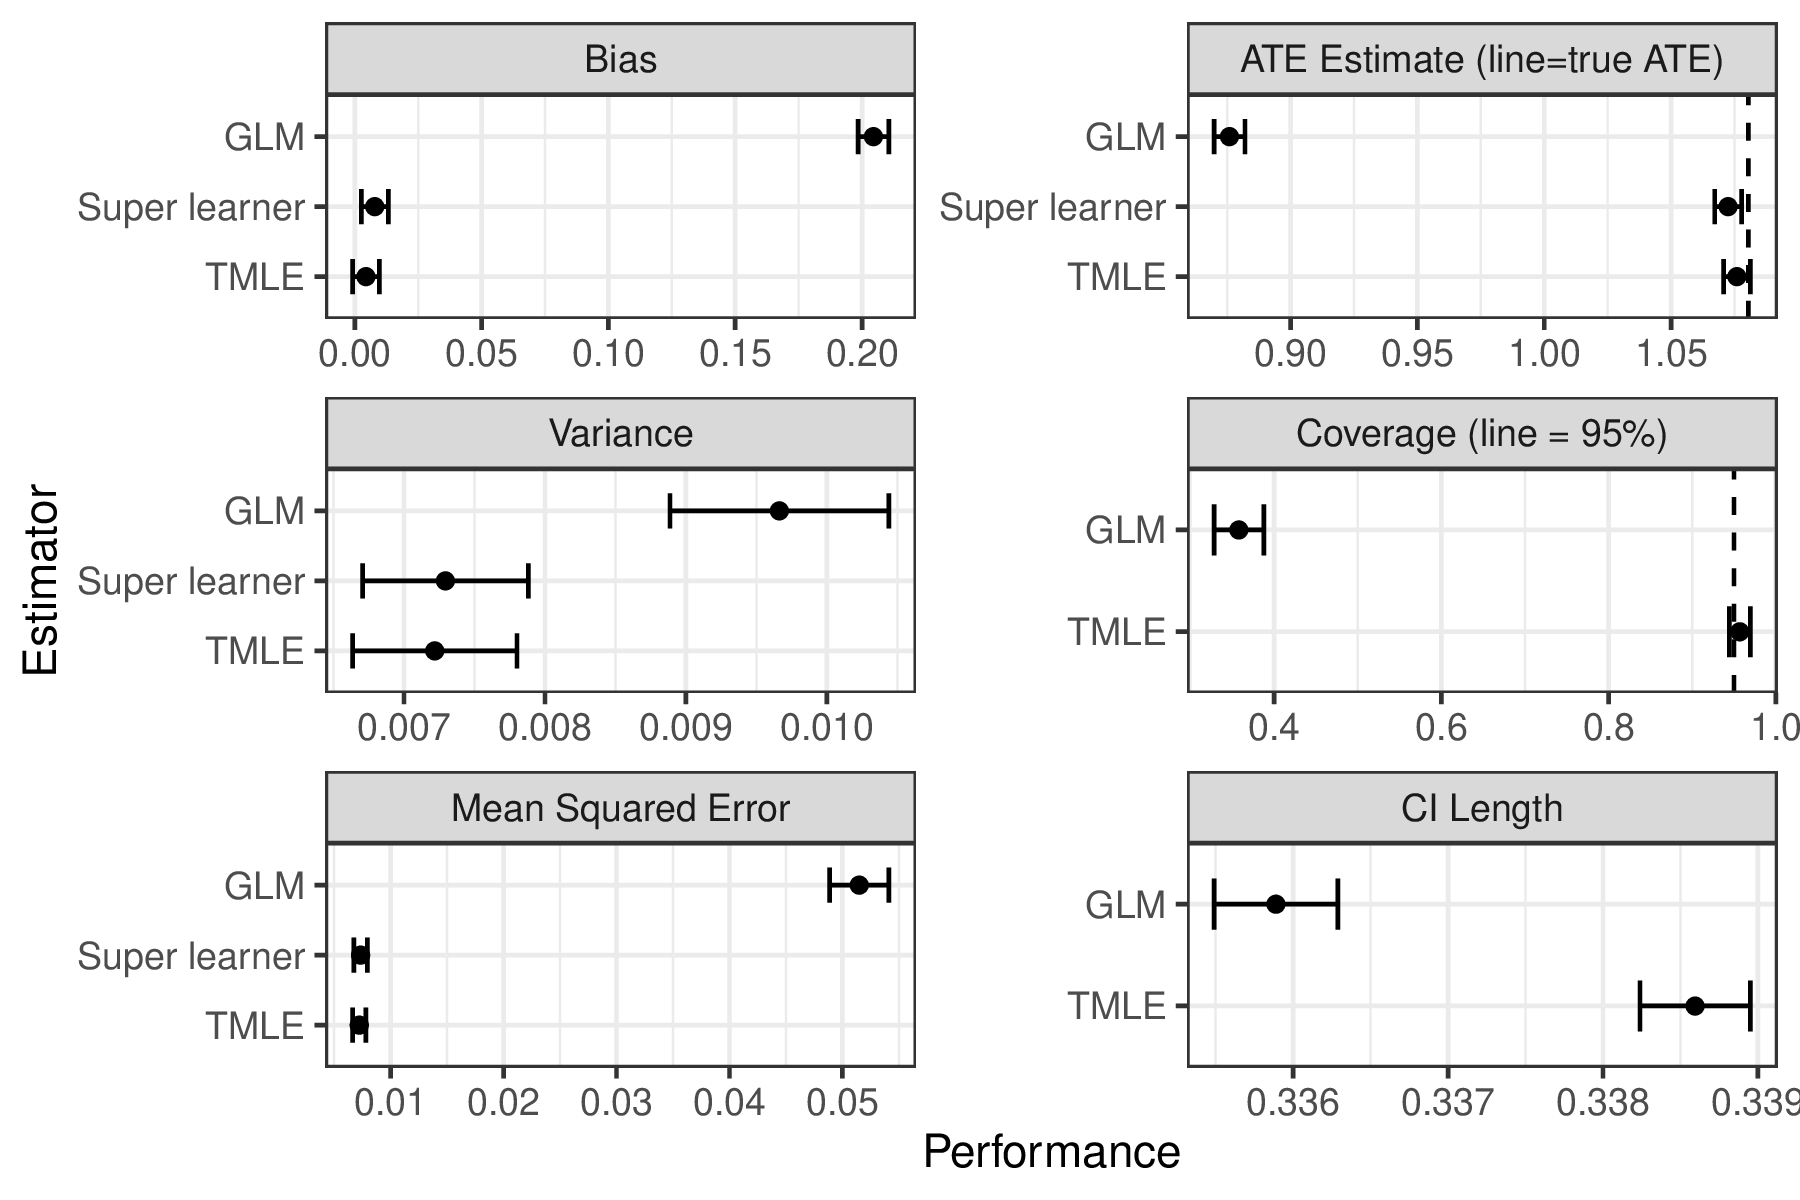 Bias
GLM
Super learner
TMLE
0.00 0.05 0.10 0.15 0.20
ATE Estimate (line=true ATE)
GLM
Super learner
TMLE
0.90 0.95 1.00 1.05
Estimator
Variance
GLM
Super learner
TMLE
0.007 0.008 0.009 0.010
Coverage (line = 95%)
GLM
TMLE
0.4 0.6 0.8 1.0
Mean Squared Error
GLM
Super learner
TMLE
0.01 0.02 0.03 0.04 0.05
CI Length
GLM
TMLE
0.336 0.337 0.338 0.339
Performance